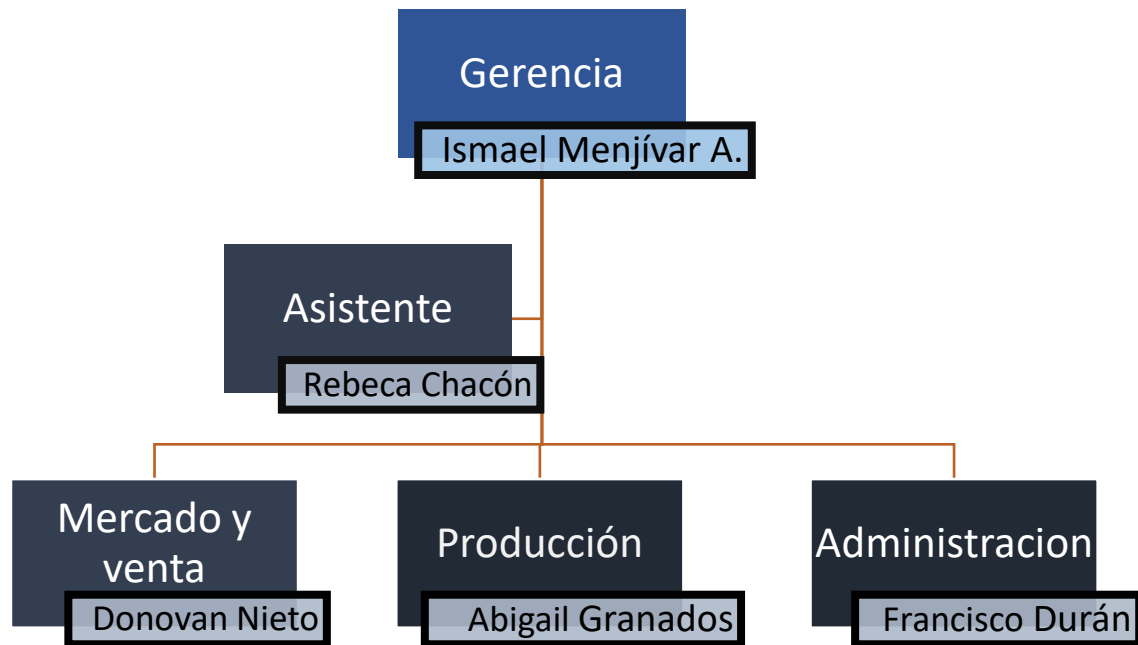 Gerencia
Ismael Menjívar A.
Asistente
Rebeca Chacón
Mercado y
venta
Donovan Nieto
Producción
Abigail Granados
Administracion
Francisco Durán